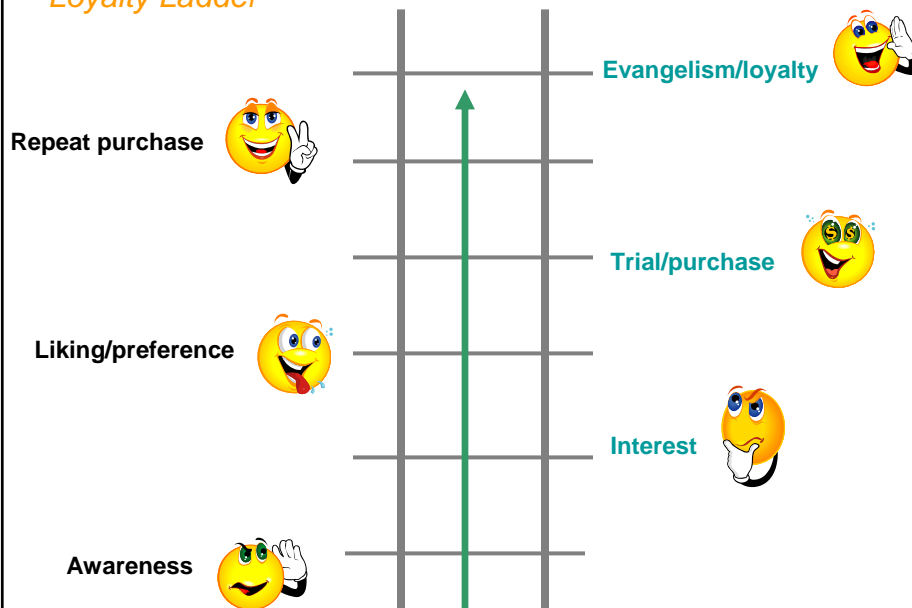 Loyalty Ladder
Evangelism/loyalty
Repeat purchase
Trial/purchase
Liking/preference
Interest
Awareness